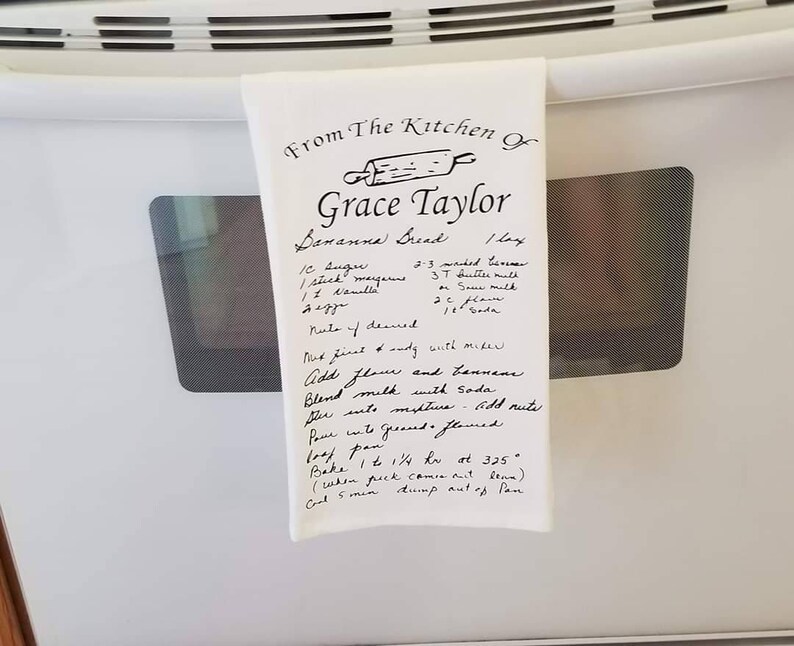 From The Kitchen Of
Grace Taylor
Bananna Bread 1 loaf
1 c Sugar 2-3 mashed bananas
1 stick margarine 3 T Butter milk
1 t Vanilla or Sour milk
2 eggs 2 c flour
1 t Soda
Nuts if desired
Mix first 4 with mixer
Add flour and bannans
Blend milk with soda
Stir into mixture - add nuts
Pour into greased + floured
loaf pan
Bake 1 to 1 1/4 hr at 325°
(when pick comes out clean)
Cool 5 min dump out of Pan